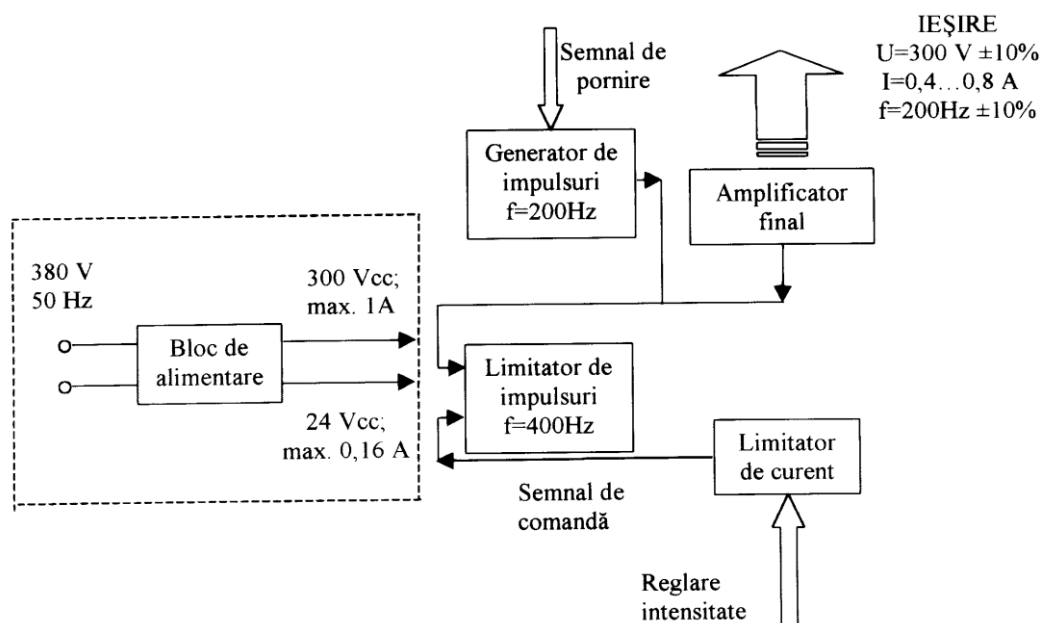 IEŞIRE
U=300 V ±10%
I=0,4…0,8 A
f=200Hz ±10%
Semnal de
pornire
Generator de
impulsuri
f=200Hz
Amplificator
final
380 V
50 Hz
300 Vcc;
max. 1A
Bloc de
alimentare
24 Vcc;
max. 0,16 A
Limitator de
impulsuri
f=400Hz
Limitator
de curent
Semnal de
comandă
Reglare
intensitate